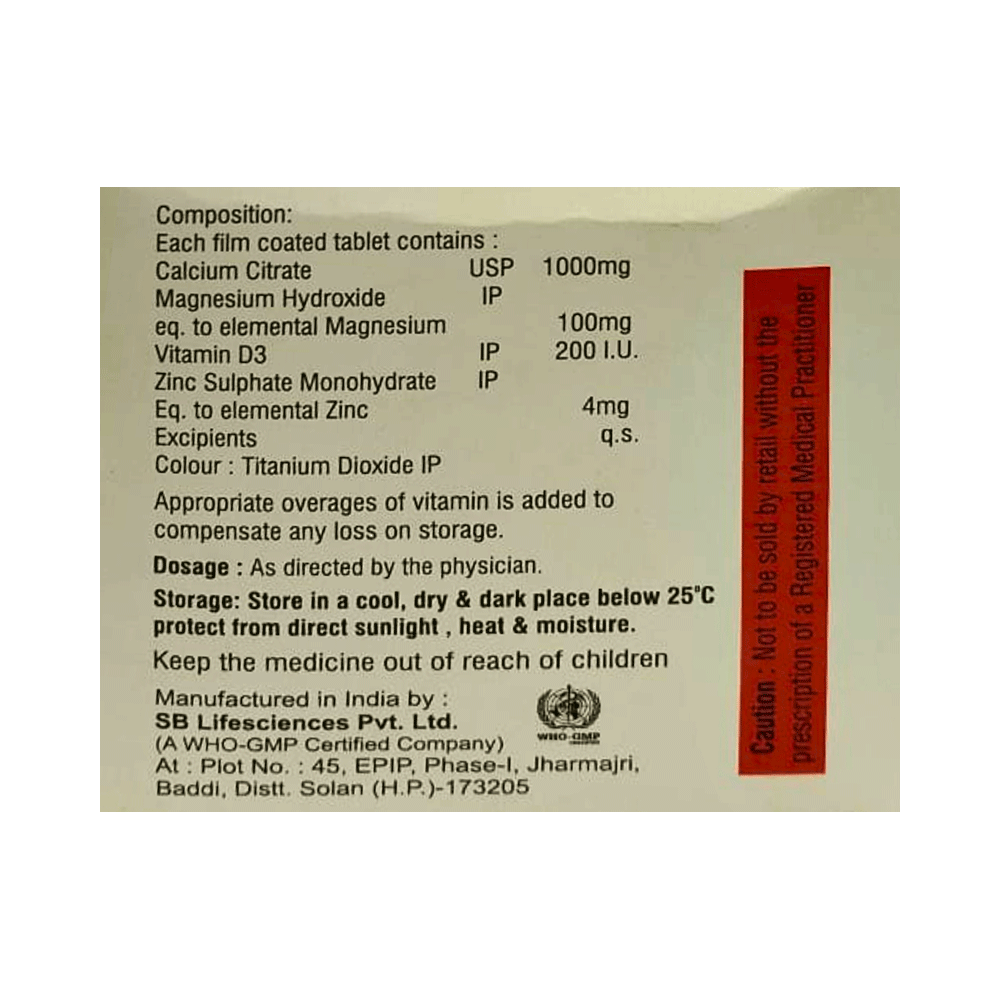 Composition:
Each film coated tablet contains :
Calcium Citrate USP 1000mg
Magnesium Hydroxide IP
eq. to elemental Magnesium 100mg
Vitamin D3 IP 200 I.U.
Zinc Sulphate Monohydrate IP
Eq. to elemental Zinc 4mg
Excipients q.s.
Colour : Titanium Dioxide IP
Appropriate overages of vitamin is added to
compensate any loss on storage.
Dosage : As directed by the physician.
Storage: Store in a cool, dry & dark place below 25°C
protect from direct sunlight , heat & moisture.
Keep the medicine out of reach of children
Manufactured in India by :
SB Lifesciences Pvt. Ltd.
(A WHO-GMP Certified Company)
At : Plot No. : 45, EPIP, Phase-I, Jharmajri,
Baddi, Distt. Solan (H.P.)-173205
WHO-GMP
Caution : Not to be sold by retail without the
prescription of a Registered Medical Practitioner